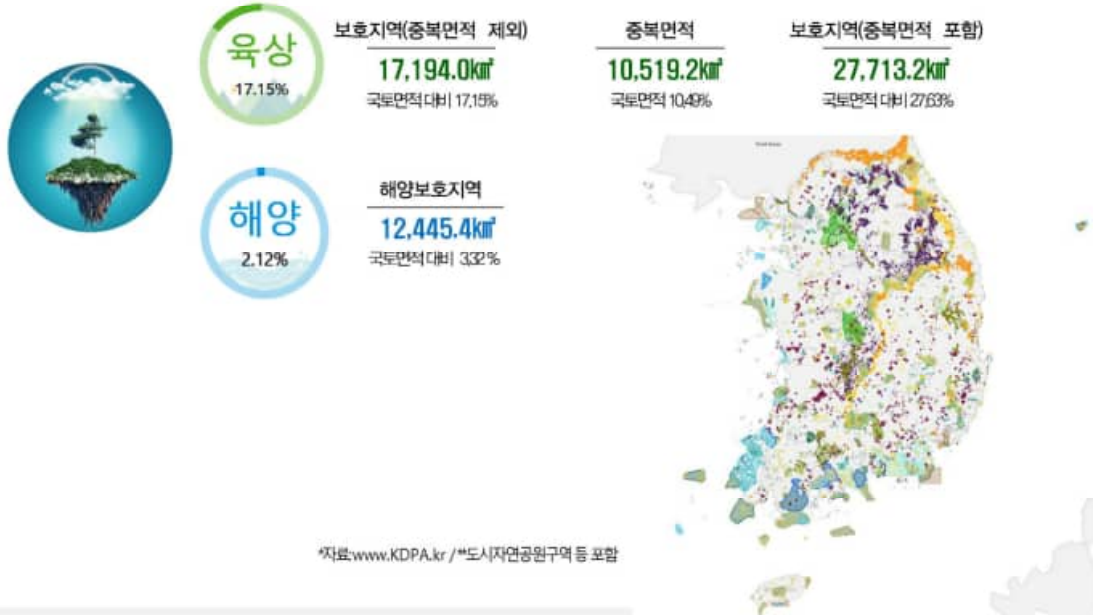 육상
17.15%
보호지역(중복면적 제외)
17,194.0㎢
국토면적 대비 17.15%
중복면적
10,519.2㎢
국토면적 10.49%
보호지역(중복면적 포함)
27,713.2㎢
국토면적 대비 27.63%
해양
2.12%
해양보호지역
12,445.4㎢
국토면적 대비 3.32%
*자료:www.KDPA.kr / **도시자연공원구역 등 포함